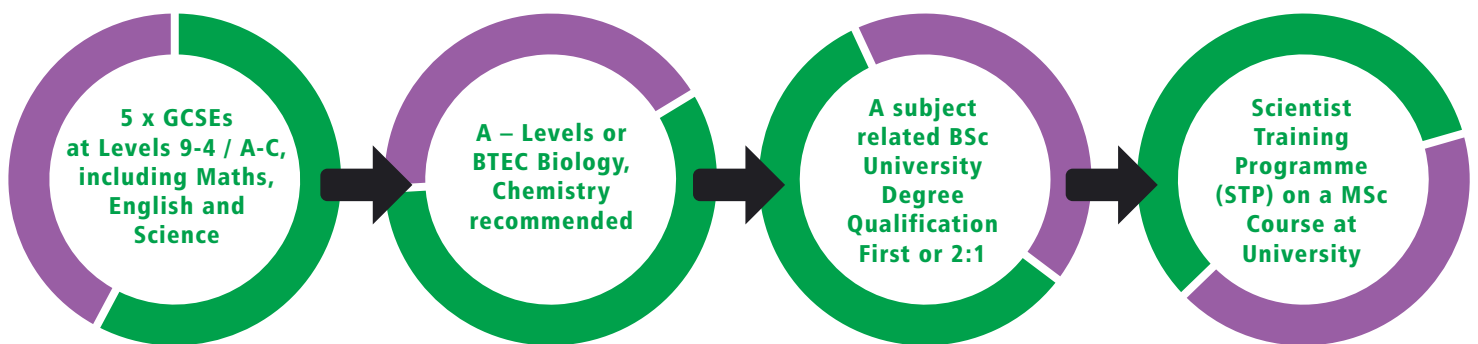 5 x GCSEs
at Levels 9-4 / A-C,
including Maths,
English and
Science
A – Levels or
BTEC Biology,
Chemistry
recommended
A subject
related BSc
University
Degree
Qualification
First or 2:1
Scientist
Training
Programme
(STP) on a MSc
Course at
University